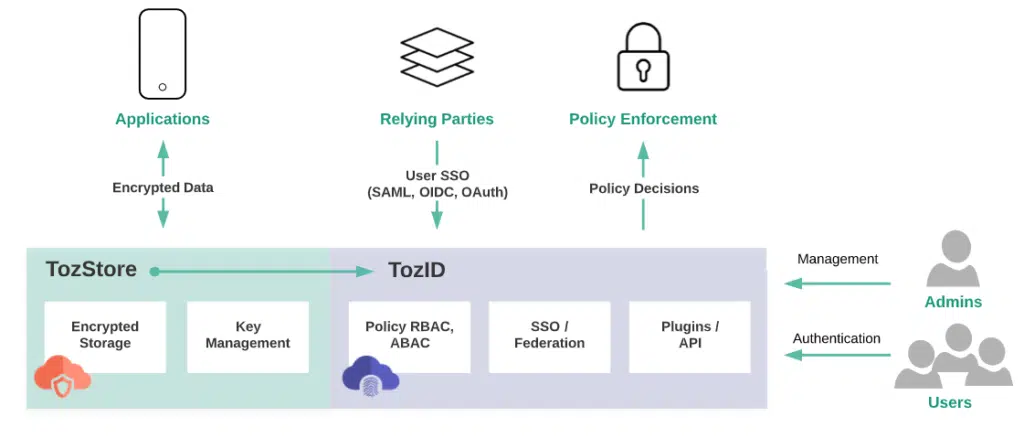 Applications
Relying Parties
Policy Enforcement
Encrypted Data
User SSO
(SAML, OIDC, OAuth)
Policy Decisions
TozStore
TozID
Management
Admins
Encrypted
Storage
Key
Management
Policy RBAC,
ABAC
SSO /
Federation
Plugins /
API
Authentication
Users